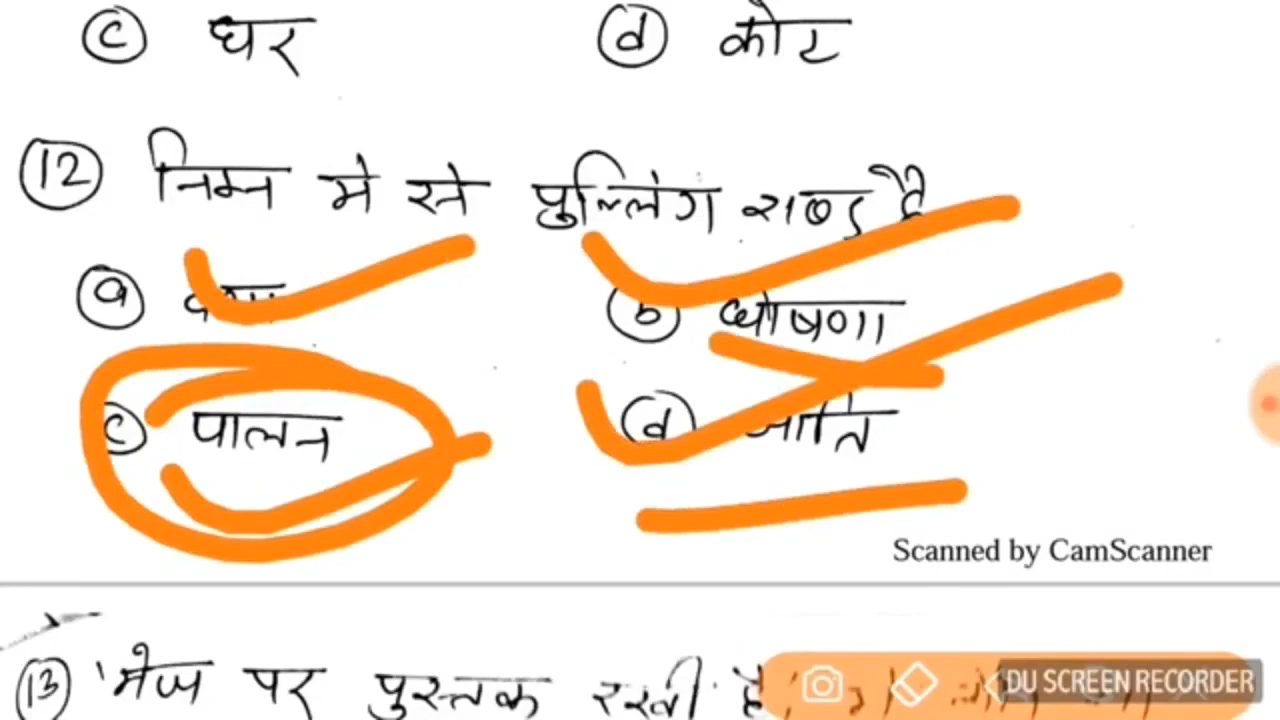 ⓒ घर ⓓ कोट
⑫ निम्न मे से पुल्लिंग शब्द है
ⓐ ⓑ घोषणा
ⓒ पालन ⓓ जाति
Scanned by CamScanner
⑬ 'मेज पर पुस्तक रखी है'
DU SCREEN RECORDER